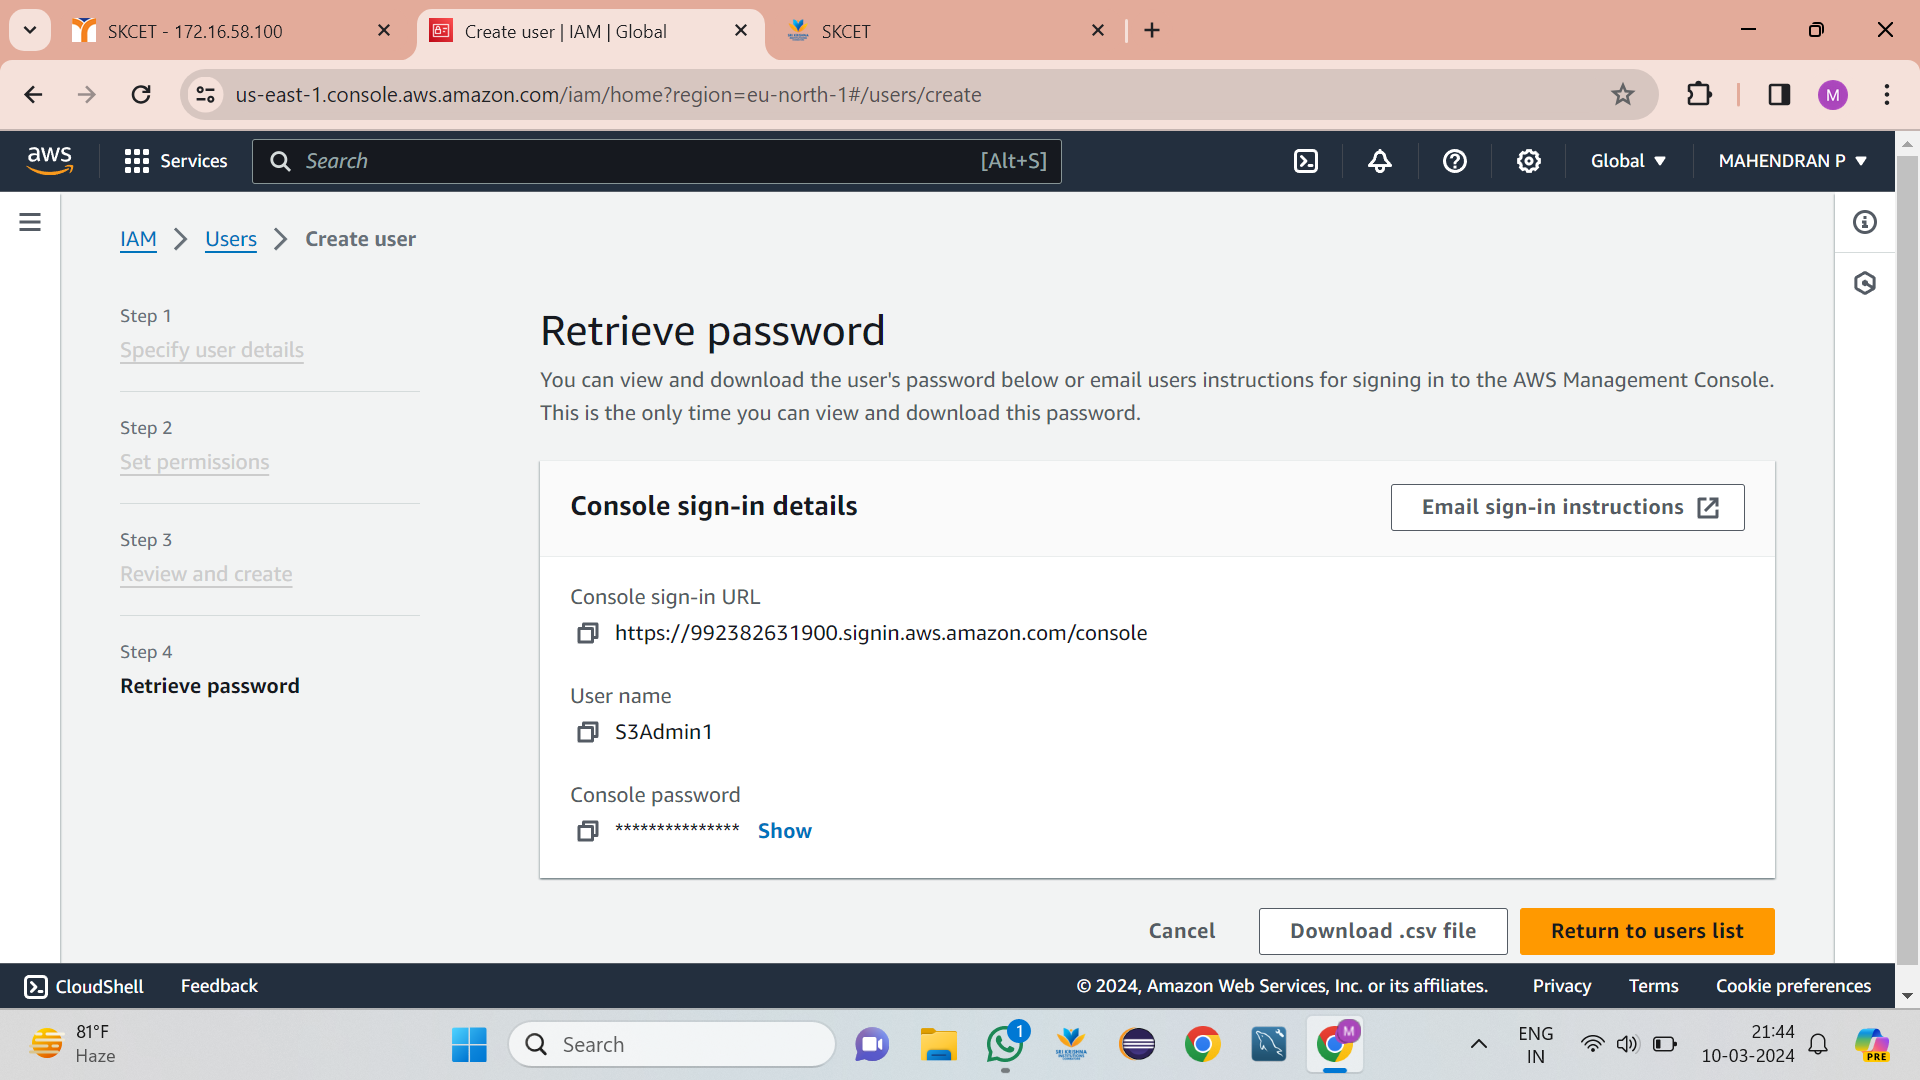 SKCET - 172.16.58.100
Create user | IAM | Global
SKCET
us-east-1.console.aws.amazon.com/iam/home?region=eu-north-1#/users/create
M
aws
Services
Search
[Alt+S]
Global
MAHENDRAN P
IAM
Users
Create user
Step 1
Specify user details
Step 2
Set permissions
Step 3
Review and create
Step 4
Retrieve password
Retrieve password
You can view and download the user's password below or email users instructions for signing in to the AWS Management Console.
This is the only time you can view and download this password.
Console sign-in details
Email sign-in instructions
Console sign-in URL
https://992382631900.signin.aws.amazon.com/console
User name
S3Admin1
Console password
*************** Show
Cancel
Download .csv file
Return to users list
CloudShell
Feedback
© 2024, Amazon Web Services, Inc. or its affiliates.
Privacy
Terms
Cookie preferences
81°F
Haze
Search
1
M
ENG
IN
21:44
10-03-2024
PRE